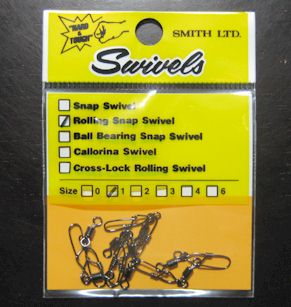 "HARD
&
TOUGH"
SMITH LTD.
Swivels
Snap Swivel
Rolling Snap Swivel
Ball Bearing Snap Swivel
Callorina Swivel
Cross-Lock Rolling Swivel
Size 0 1 2 3 4 6